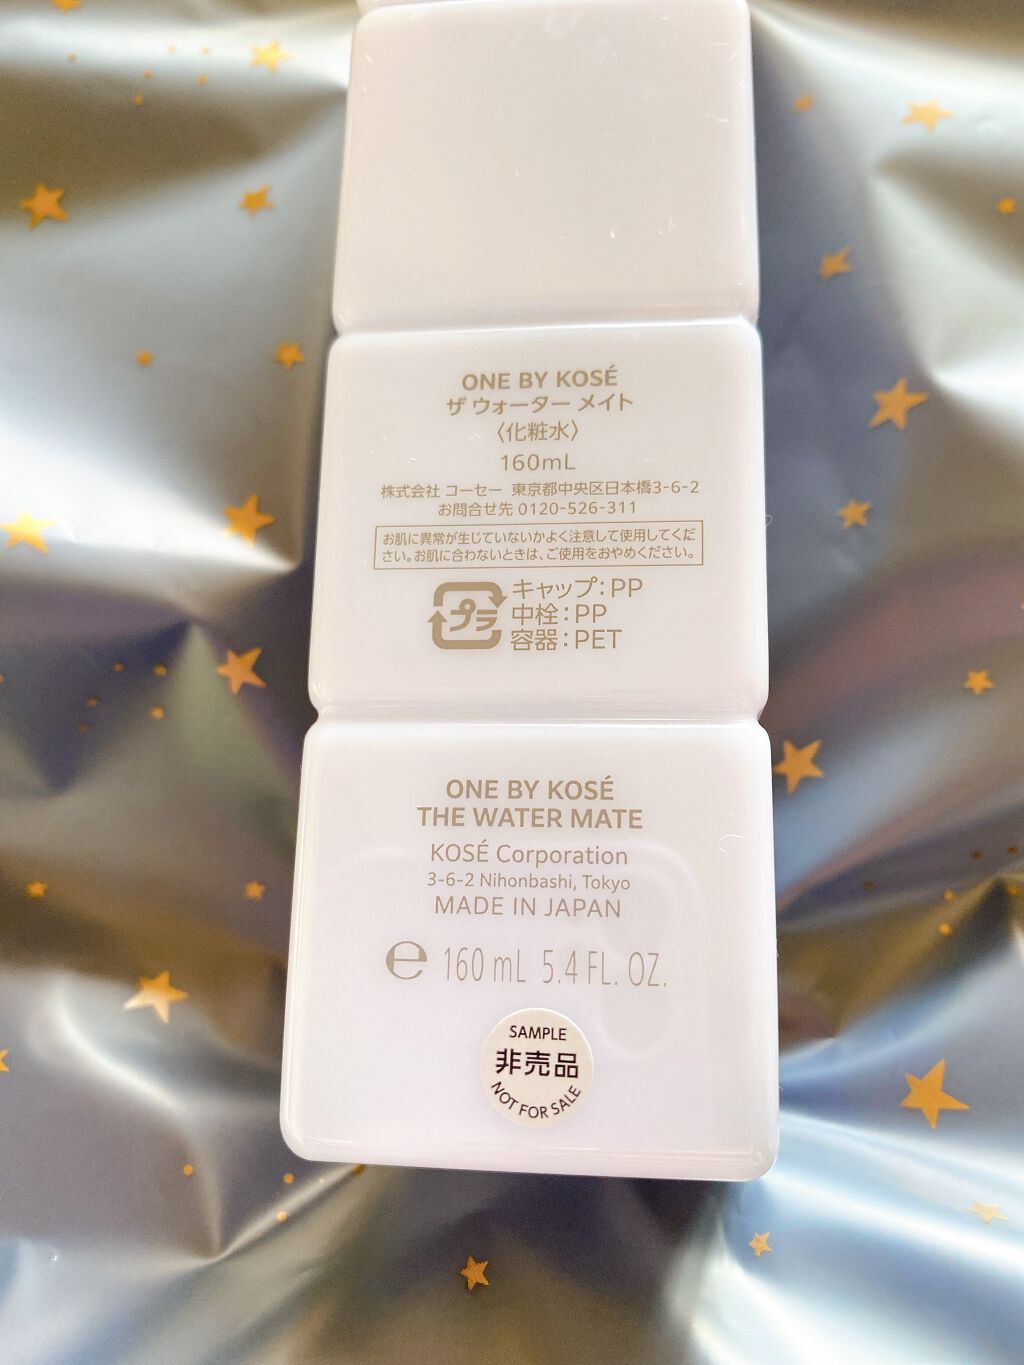 ONE BY KOSÉ
ザ ウォーター メイト
〈化粧水〉
160mL
株式会社 コーセー 東京都中央区日本橋3-6-2
お問合せ先 0120-526-311
お肌に異常が生じていないかよく注意して使用してくだ
さい。お肌に合わないときは、ご使用をおやめください。
プラ
キャップ：PP
中栓：PP
容器：PET
ONE BY KOSÉ
THE WATER MATE
KOSÉ Corporation
3-6-2 Nihonbashi, Tokyo
MADE IN JAPAN
℮ 160 mL 5.4 FL. OZ.
SAMPLE
非売品
NOT FOR SALE